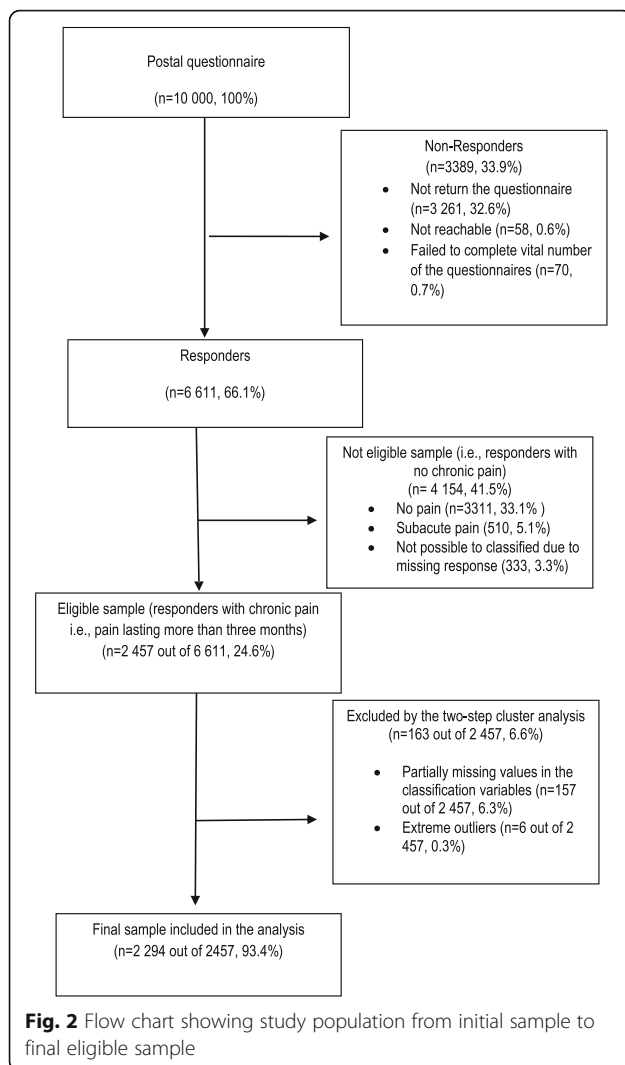 Postal questionnaire
(n=10 000, 100%)
Non-Responders
(n=3389, 33.9%)
• Not return the questionnaire
(n=3 261, 32.6%)
• Not reachable (n=58, 0.6%)
• Failed to complete vital number
of the questionnaires (n=70,
0.7%)
Responders
(n=6 611, 66.1%)
Not eligible sample (i.e., responders with
no chronic pain)
(n= 4 154, 41.5%)
• No pain (n=3311, 33.1% )
• Subacute pain (510, 5.1%)
• Not possible to classified due to
missing response (333, 3.3%)
Eligible sample (responders with chronic pain
i.e., pain lasting more than three months)
(n=2 457 out of 6 611, 24.6%)
Excluded by the two-step cluster analysis
(n=163 out of 2 457, 6.6%)
• Partially missing values in the
classification variables (n=157
out of 2 457, 6.3%)
• Extreme outliers (n=6 out of 2
457, 0.3%)
Final sample included in the analysis
(n=2 294 out of 2457, 93.4%)
Fig. 2 Flow chart showing study population from initial sample to
final eligible sample